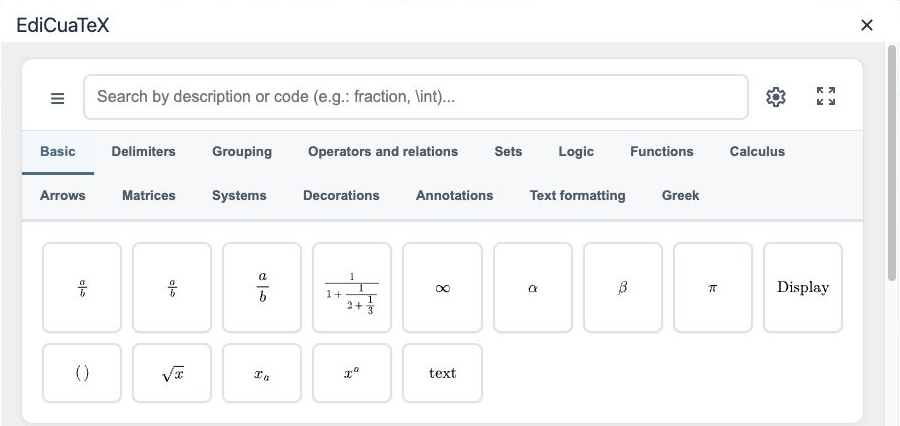 EdiCuaTeX ×
☰ Search by description or code (e.g.: fraction, \int)...
Basic Delimiters Grouping Operators and relations Sets Logic Functions Calculus
Arrows Matrices Systems Decorations Annotations Text formatting Greek
a/b a/b a/b 1/(1+1/(2+1/3)) ∞ α β π Display
() √x xₐ xᵃ text